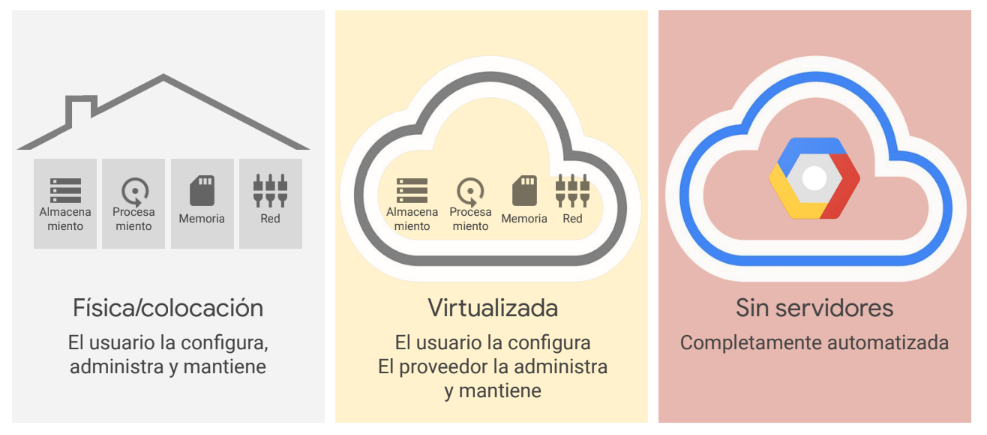 Almacena
miento
Procesa
miento
Memoria
Red
Física/colocación
El usuario la configura,
administra y mantiene
Almacena
miento
Procesa
miento
Memoria
Red
Virtualizada
El usuario la configura
El proveedor la administra
y mantiene
Sin servidores
Completamente automatizada